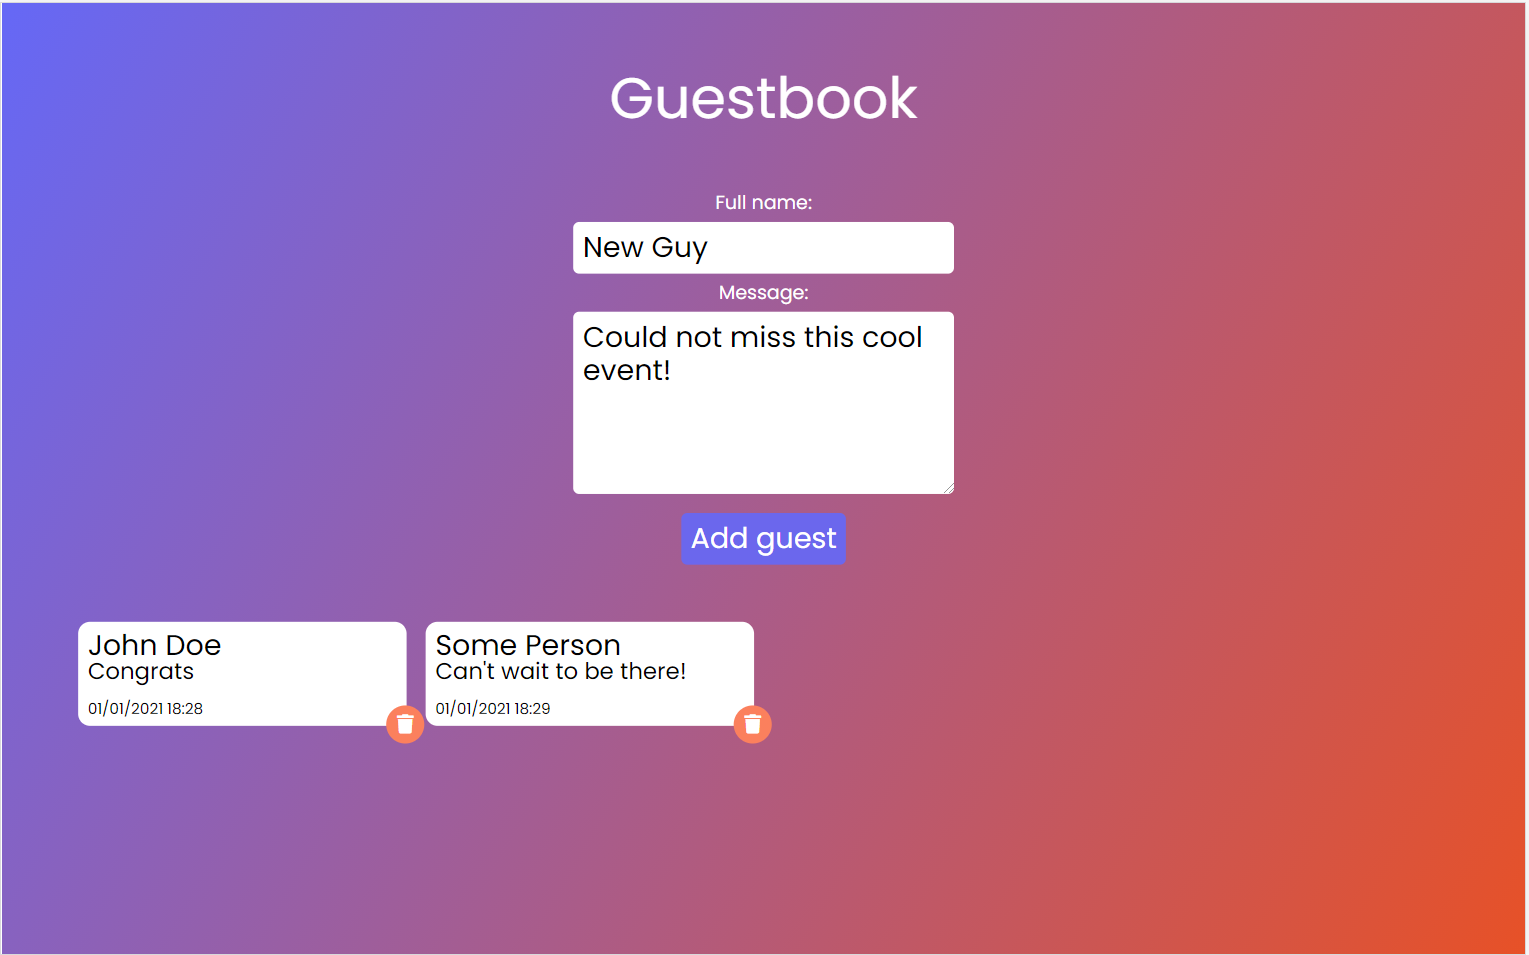 Guestbook
Full name:
New Guy
Message:
Could not miss this cool
event!
Add guest
John Doe
Congrats
01/01/2021 18:28
Some Person
Can't wait to be there!
01/01/2021 18:29